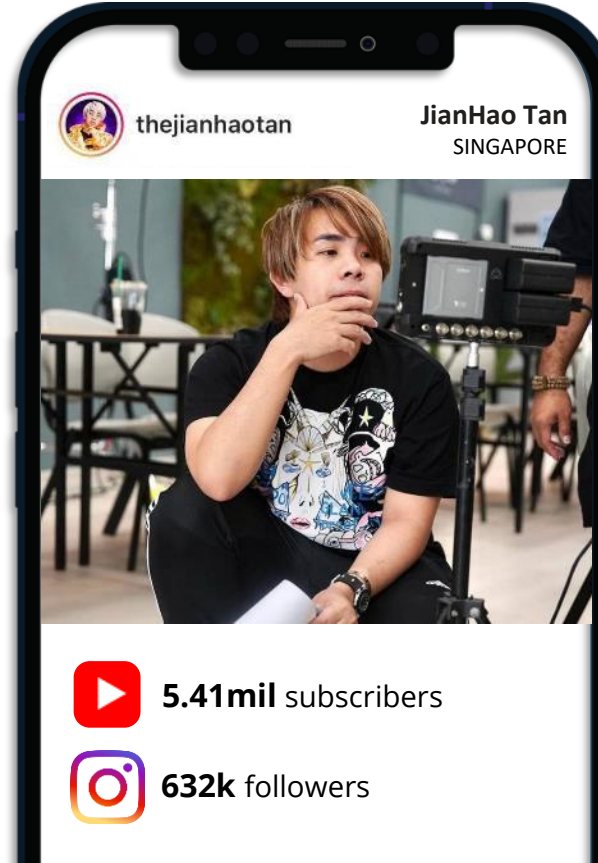 thejianhaotan
JianHao Tan
SINGAPORE
5.41mil subscribers
632k followers